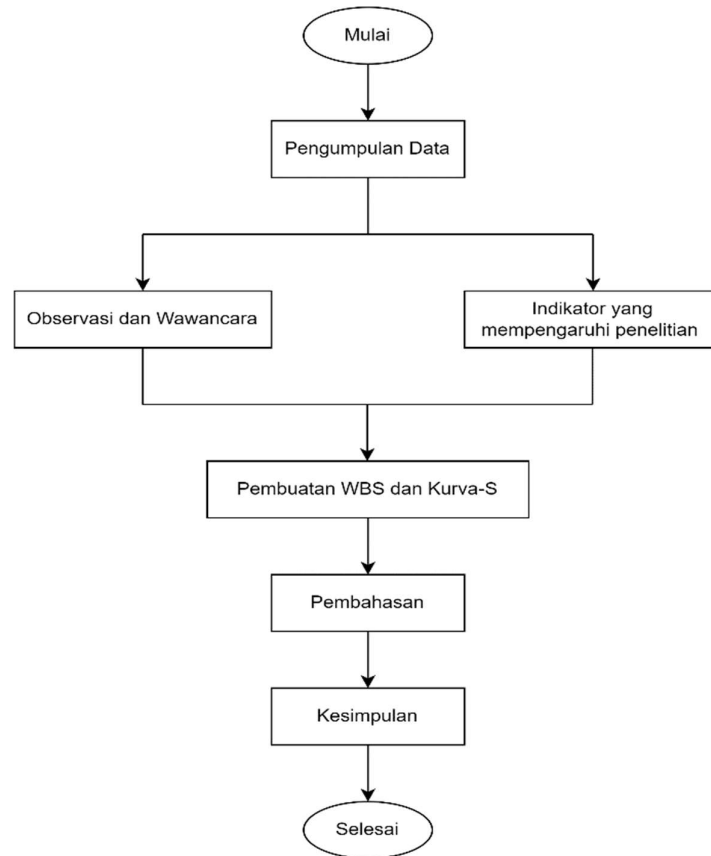 Mulai
Pengumpulan Data
Observasi dan Wawancara
Indikator yang
mempengaruhi penelitian
Pembuatan WBS dan Kurva-S
Pembahasan
Kesimpulan
Selesai